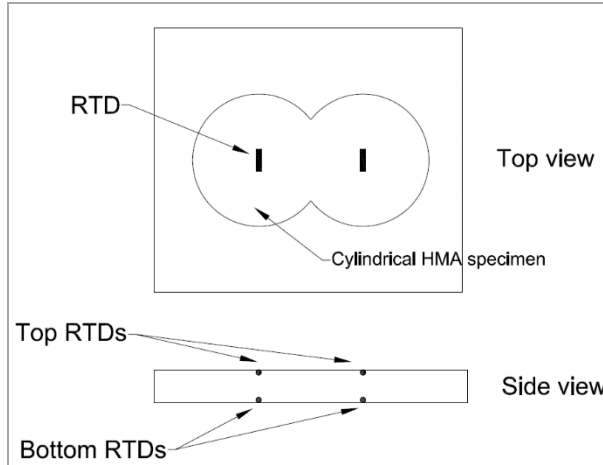 RTD
Top view
Cylindrical HMA specimen
Top RTDs
Side view
Bottom RTDs